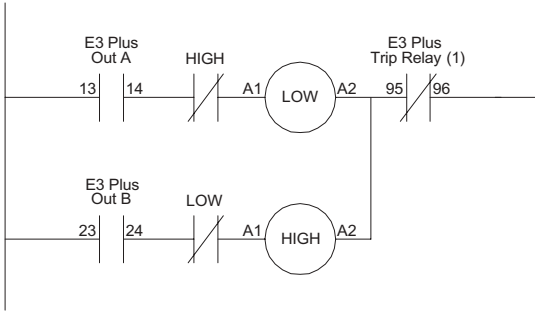 E3 Plus
Out A
HIGH
E3 Plus
Trip Relay (1)
13
14
A1
LOW
A2
95
96
E3 Plus
Out B
LOW
23
24
A1
HIGH
A2